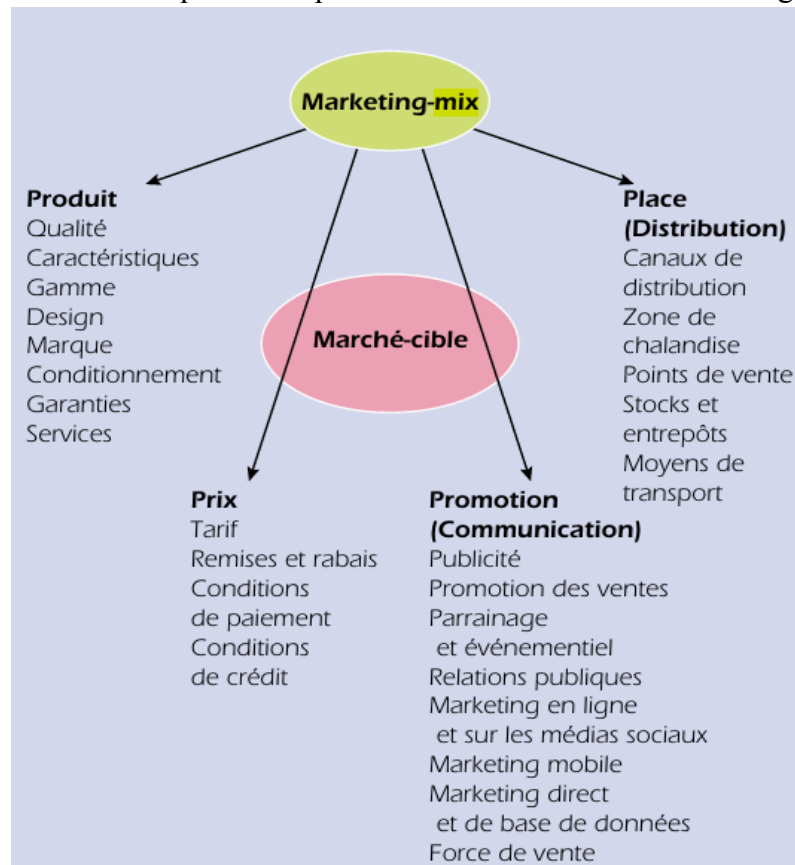 Marketing-mix
Produit
Qualité
Caractéristiques
Gamme
Design
Marque
Conditionnement
Garanties
Services
Marché-cible
Place
(Distribution)
Canaux de
distribution
Zone de
chalandise
Points de vente
Stocks et
entrepôts
Moyens de
transport
Prix
Tarif
Remises et rabais
Conditions
de paiement
Conditions
de crédit
Promotion
(Communication)
Publicité
Promotion des ventes
Parrainage
et événementiel
Relations publiques
Marketing en ligne
et sur les médias sociaux
Marketing mobile
Marketing direct
et de base de données
Force de vente